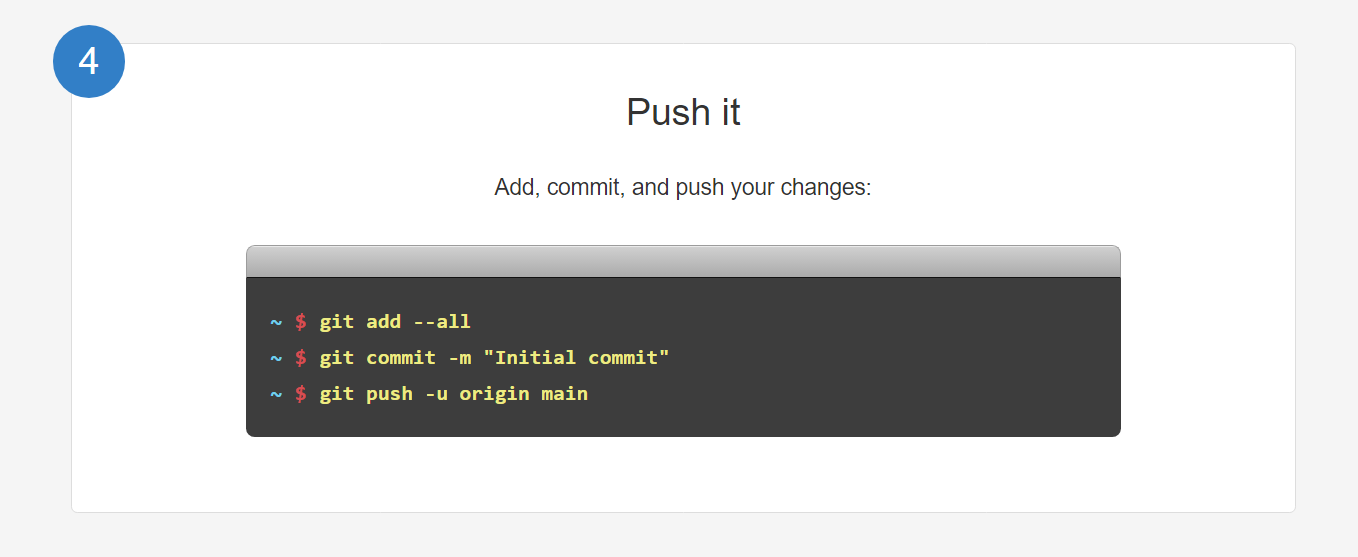 4
Push it
Add, commit, and push your changes:
~ $ git add --all
~ $ git commit -m "Initial commit"
~ $ git push -u origin main